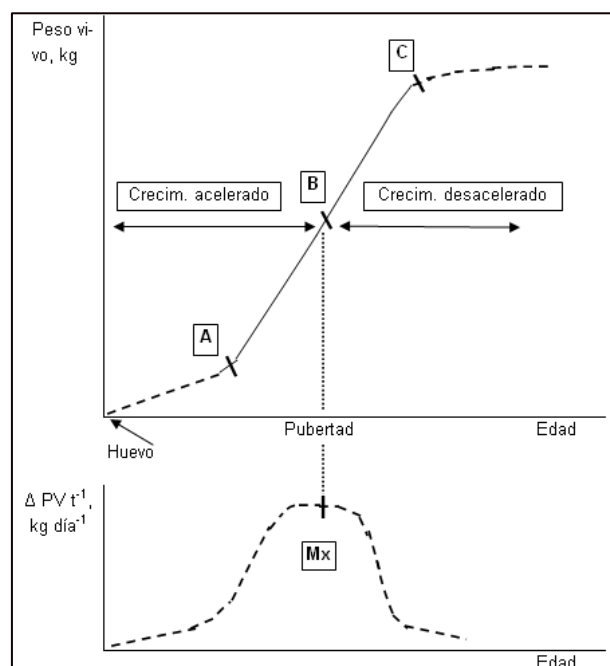 Peso vi-
vo, kg
C
B
Crecim. acelerado
Crecim. desacelerado
A
Pubertad
Edad
Huevo
Δ PV t⁻¹,
kg día⁻¹
Mx
Edad